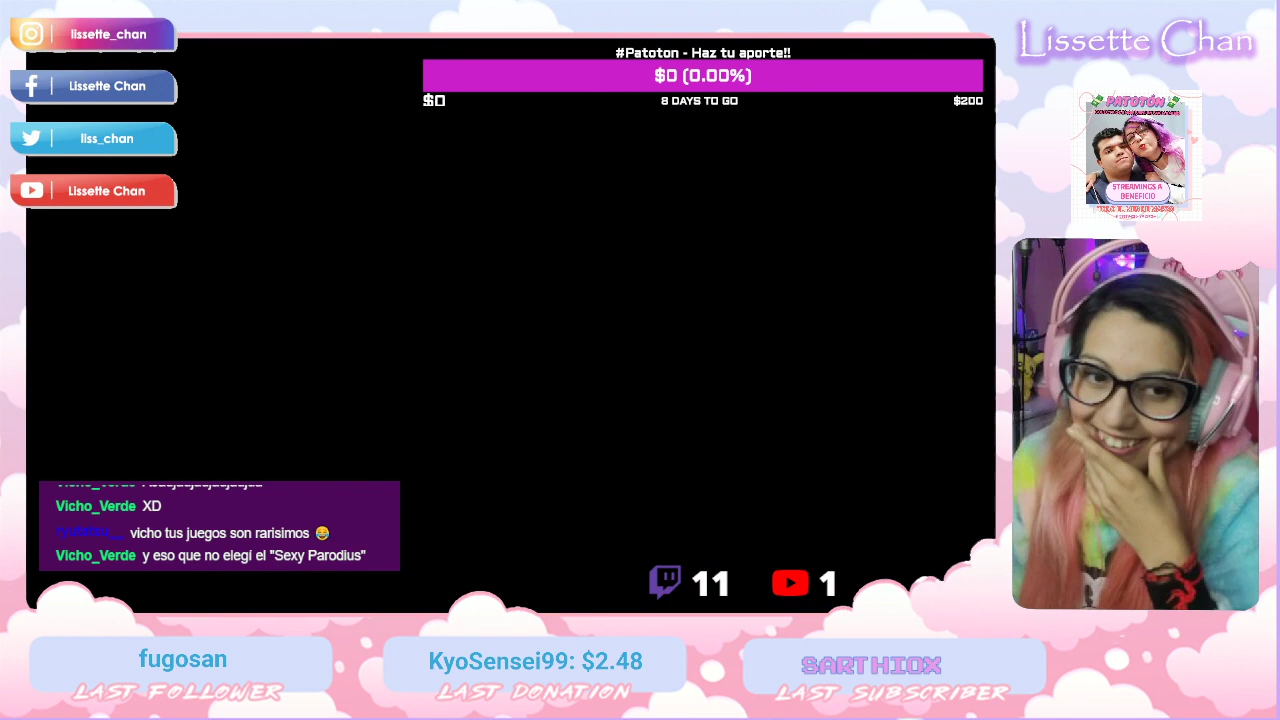 lissette_chan
Lissette Chan
liss_chan
Lissette Chan
#Patoton - Haz tu aporte!!
$0 (0.00%)
$0
8 DAYS TO GO
$200
Lissette Chan
PATOTÓN
STREAMINGS A
BENEFICIO
Vicho_Verde
Vicho_Verde XD
vicho tus juegos son rarisimos 😂
Vicho_Verde y eso que no elegí el "Sexy Parodius"
11
1
fugosan
LAST FOLLOWER
KyoSensei99: $2.48
LAST DONATION
SARTHIOX
LAST SUBSCRIBER